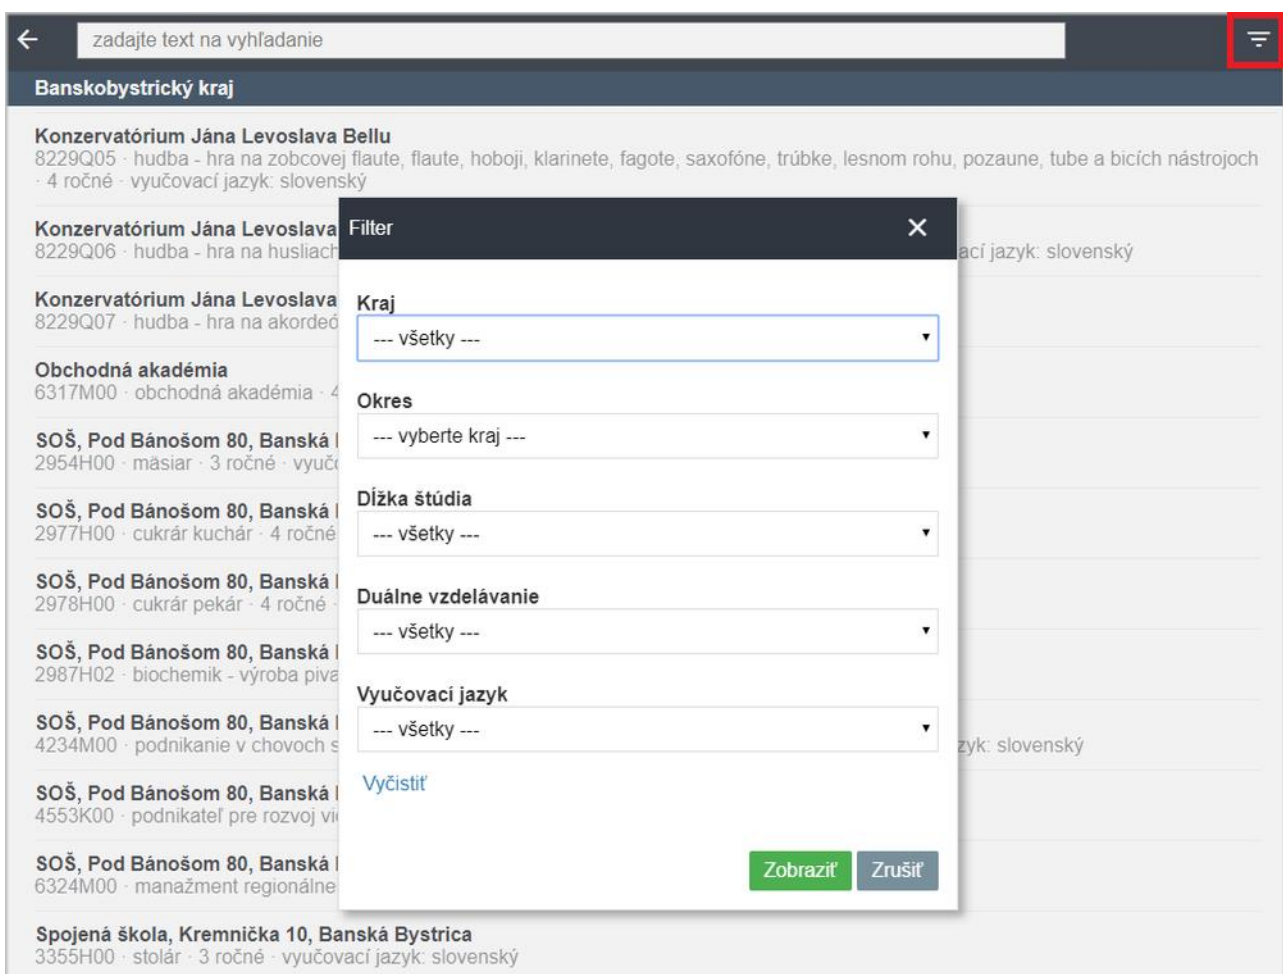 zadajte text na vyhľadanie
Banskobystrický kraj
Konzervatórium Jána Levoslava Bellu
8229Q05 · hudba - hra na zobcovej flaute, flaute, hoboji, klarinete, fagote, saxofóne, trúbke, lesnom rohu, pozaune, tube a bicích nástrojoch
· 4 ročné · vyučovací jazyk: slovenský
Konzervatórium Jána Levoslava
8229Q06 · hudba - hra na husliach
ací jazyk: slovenský
Konzervatórium Jána Levoslava
8229Q07 · hudba - hra na akordeó
Obchodná akadémia
6317M00 · obchodná akadémia · 4
SOŠ, Pod Bánošom 80, Banská
2954H00 · mäsiar · 3 ročné · vyučo
SOŠ, Pod Bánošom 80, Banská
2977H00 · cukrár kuchár · 4 ročné
SOŠ, Pod Bánošom 80, Banská
2978H00 · cukrár pekár · 4 ročné ·
SOŠ, Pod Bánošom 80, Banská
2987H02 · biochemik - výroba piva
SOŠ, Pod Bánošom 80, Banská
4234M00 · podnikanie v chovoch s
zyk: slovenský
SOŠ, Pod Bánošom 80, Banská
4553K00 · podnikateľ pre rozvoj vi
SOŠ, Pod Bánošom 80, Banská
6324M00 · manažment regionálne
Spojená škola, Kremnička 10, Banská Bystrica
3355H00 · stolár · 3 ročné · vyučovací jazyk: slovenský
Filter
Kraj
--- všetky ---
Okres
--- vyberte kraj ---
Dĺžka štúdia
--- všetky ---
Duálne vzdelávanie
--- všetky ---
Vyučovací jazyk
--- všetky ---
Vyčistiť
Zobraziť
Zrušiť